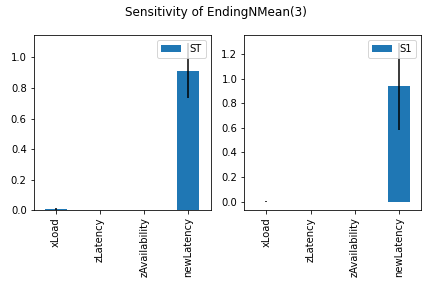 Sensitivity of EndingNMean(3)
ST
1.0
0.8
0.6
0.4
0.2
0.0
xLoad
zLatency
zAvailability
newLatency
S1
1.2
1.0
0.8
0.6
0.4
0.2
0.0
xLoad
zLatency
zAvailability
newLatency